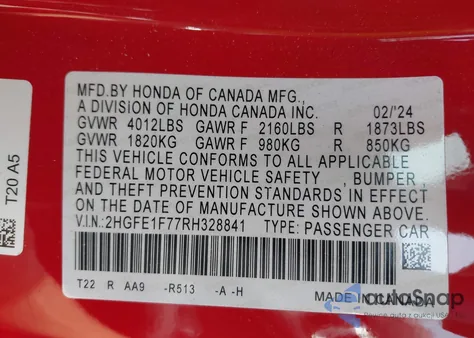 MFD.BY HONDA OF CANADA MFG.,
A DIVISION OF HONDA CANADA INC. 02/'24
GVWR 4012LBS GAWR F 2160LBS R 1873LBS
GVWR 1820KG GAWR F 980KG R 850KG
THIS VEHICLE CONFORMS TO ALL APPLICABLE
FEDERAL MOTOR VEHICLE SAFETY , BUMPER ,
AND THEFT PREVENTION STANDARDS IN EFFECT
ON THE DATE OF MANUFACTURE SHOWN ABOVE.
V.I.N:2HGFE1F77RH328841 TYPE: PASSENGER CAR
T22 R AA9 -R513 -A -H MADE IN CANADA
T20 A5
autoSnap